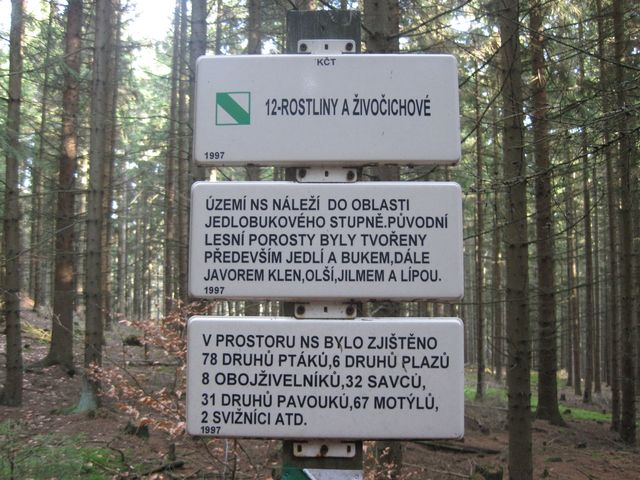 KČT
12-ROSTLINY A ŽIVOČICHOVÉ
1997
ÚZEMÍ NS NÁLEŽÍ DO OBLASTI
JEDLOBUKOVÉHO STUPNĚ.PŮVODNÍ
LESNÍ POROSTY BYLY TVOŘENY
PŘEDEVŠÍM JEDLÍ A BUKEM,DÁLE
JAVOREM KLEN,OLŠÍ,JILMEM A LÍPOU.
1997
V PROSTORU NS BYLO ZJIŠTĚNO
78 DRUHŮ PTÁKŮ,6 DRUHŮ PLAZŮ
8 OBOJŽIVELNÍKŮ,32 SAVCŮ,
31 DRUHŮ PAVOUKŮ,67 MOTÝLŮ,
2 SVIŽNÍCI ATD.
1997